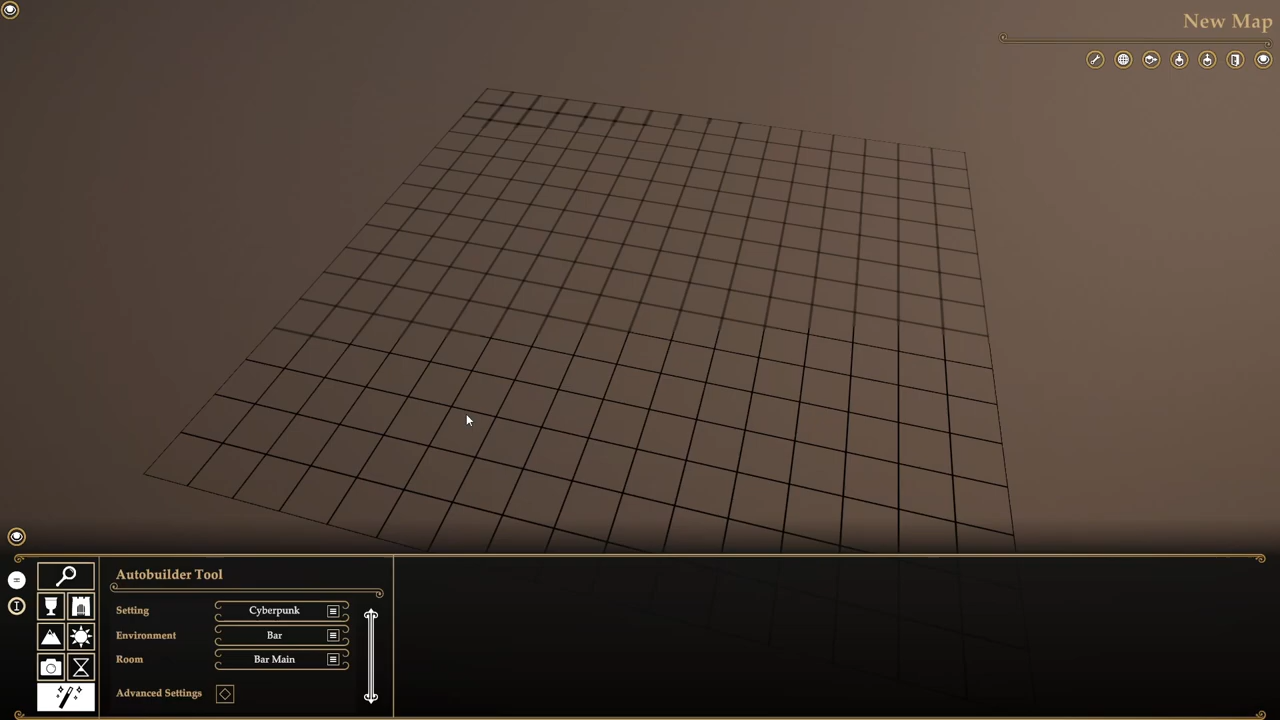 New Map
Autobuilder Tool
Setting Cyberpunk
Environment Bar
Room Bar Main
Advanced Settings